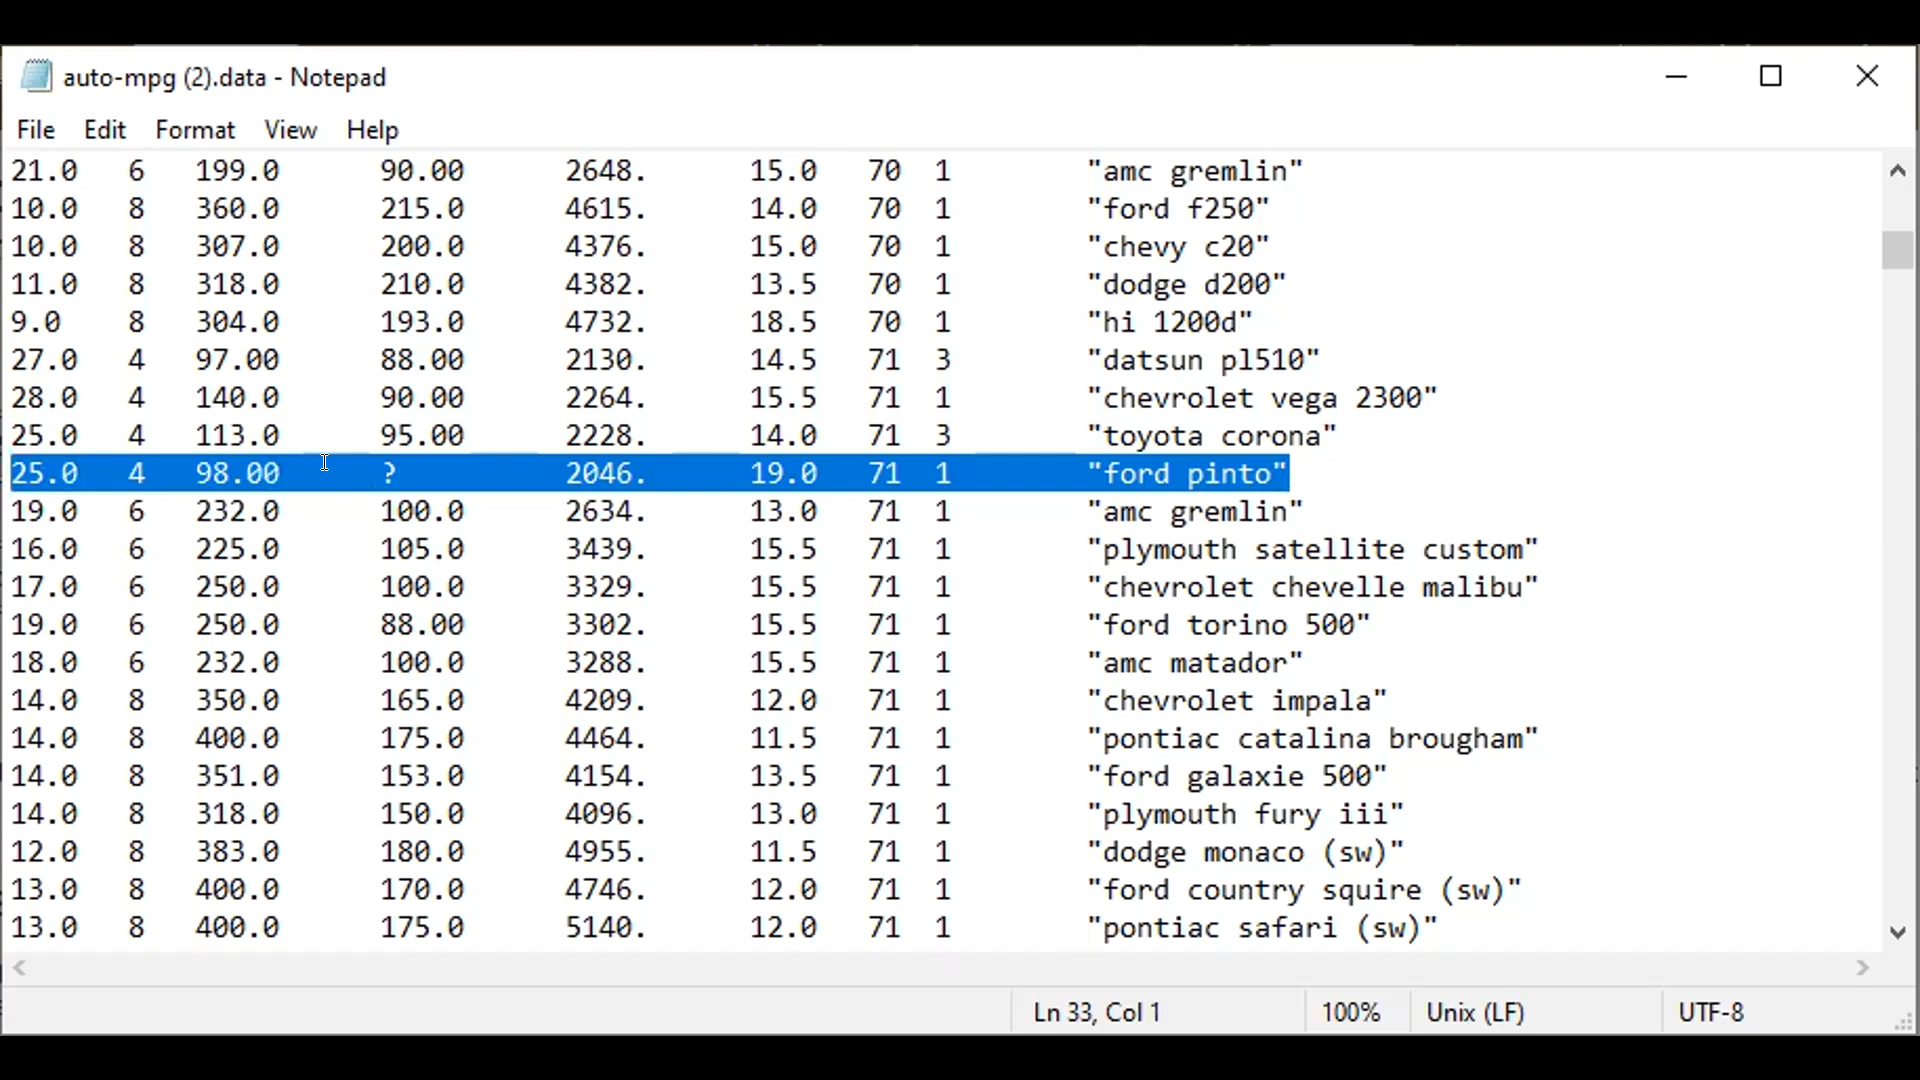 auto-mpg (2).data - Notepad
File Edit Format View Help
21.0 6 199.0 90.00 2648. 15.0 70 1 "amc gremlin"
10.0 8 360.0 215.0 4615. 14.0 70 1 "ford f250"
10.0 8 307.0 200.0 4376. 15.0 70 1 "chevy c20"
11.0 8 318.0 210.0 4382. 13.5 70 1 "dodge d200"
9.0 8 304.0 193.0 4732. 18.5 70 1 "hi 1200d"
27.0 4 97.00 88.00 2130. 14.5 71 3 "datsun pl510"
28.0 4 140.0 90.00 2264. 15.5 71 1 "chevrolet vega 2300"
25.0 4 113.0 95.00 2228. 14.0 71 3 "toyota corona"
25.0 4 98.00 ? 2046. 19.0 71 1 "ford pinto"
19.0 6 232.0 100.0 2634. 13.0 71 1 "amc gremlin"
16.0 6 225.0 105.0 3439. 15.5 71 1 "plymouth satellite custom"
17.0 6 250.0 100.0 3329. 15.5 71 1 "chevrolet chevelle malibu"
19.0 6 250.0 88.00 3302. 15.5 71 1 "ford torino 500"
18.0 6 232.0 100.0 3288. 15.5 71 1 "amc matador"
14.0 8 350.0 165.0 4209. 12.0 71 1 "chevrolet impala"
14.0 8 400.0 175.0 4464. 11.5 71 1 "pontiac catalina brougham"
14.0 8 351.0 153.0 4154. 13.5 71 1 "ford galaxie 500"
14.0 8 318.0 150.0 4096. 13.0 71 1 "plymouth fury iii"
12.0 8 383.0 180.0 4955. 11.5 71 1 "dodge monaco (sw)"
13.0 8 400.0 170.0 4746. 12.0 71 1 "ford country squire (sw)"
13.0 8 400.0 175.0 5140. 12.0 71 1 "pontiac safari (sw)"
Ln 33, Col 1 100% Unix (LF) UTF-8